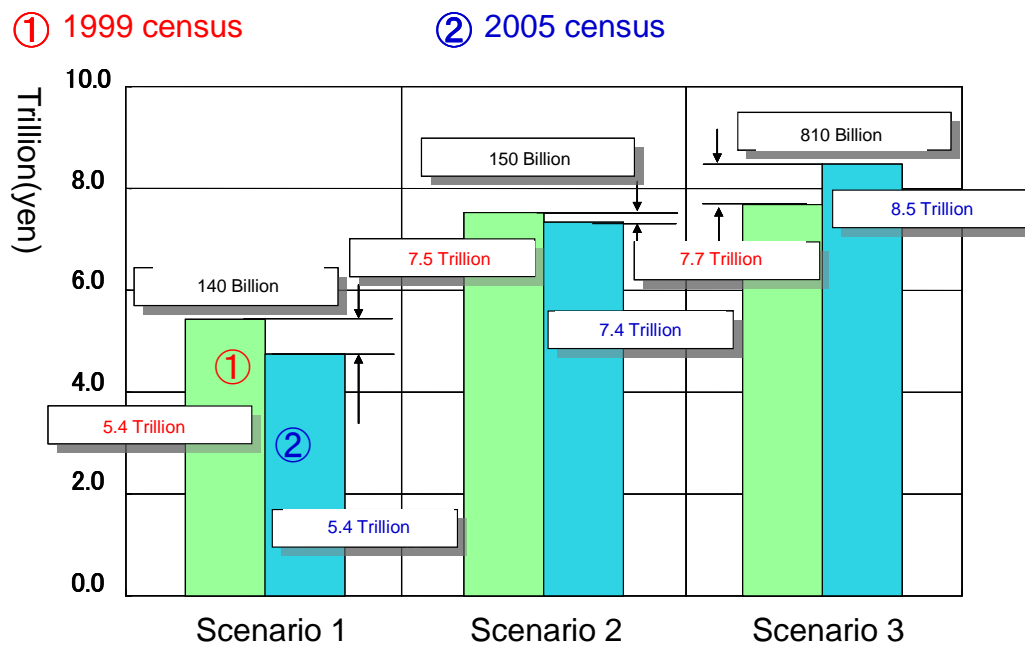 ① 1999 census
② 2005 census
Trillion(yen)
10.0
8.0
6.0
4.0
2.0
0.0
140 Billion
150 Billion
810 Billion
5.4 Trillion
5.4 Trillion
7.5 Trillion
7.4 Trillion
7.7 Trillion
8.5 Trillion
①
②
Scenario 1
Scenario 2
Scenario 3